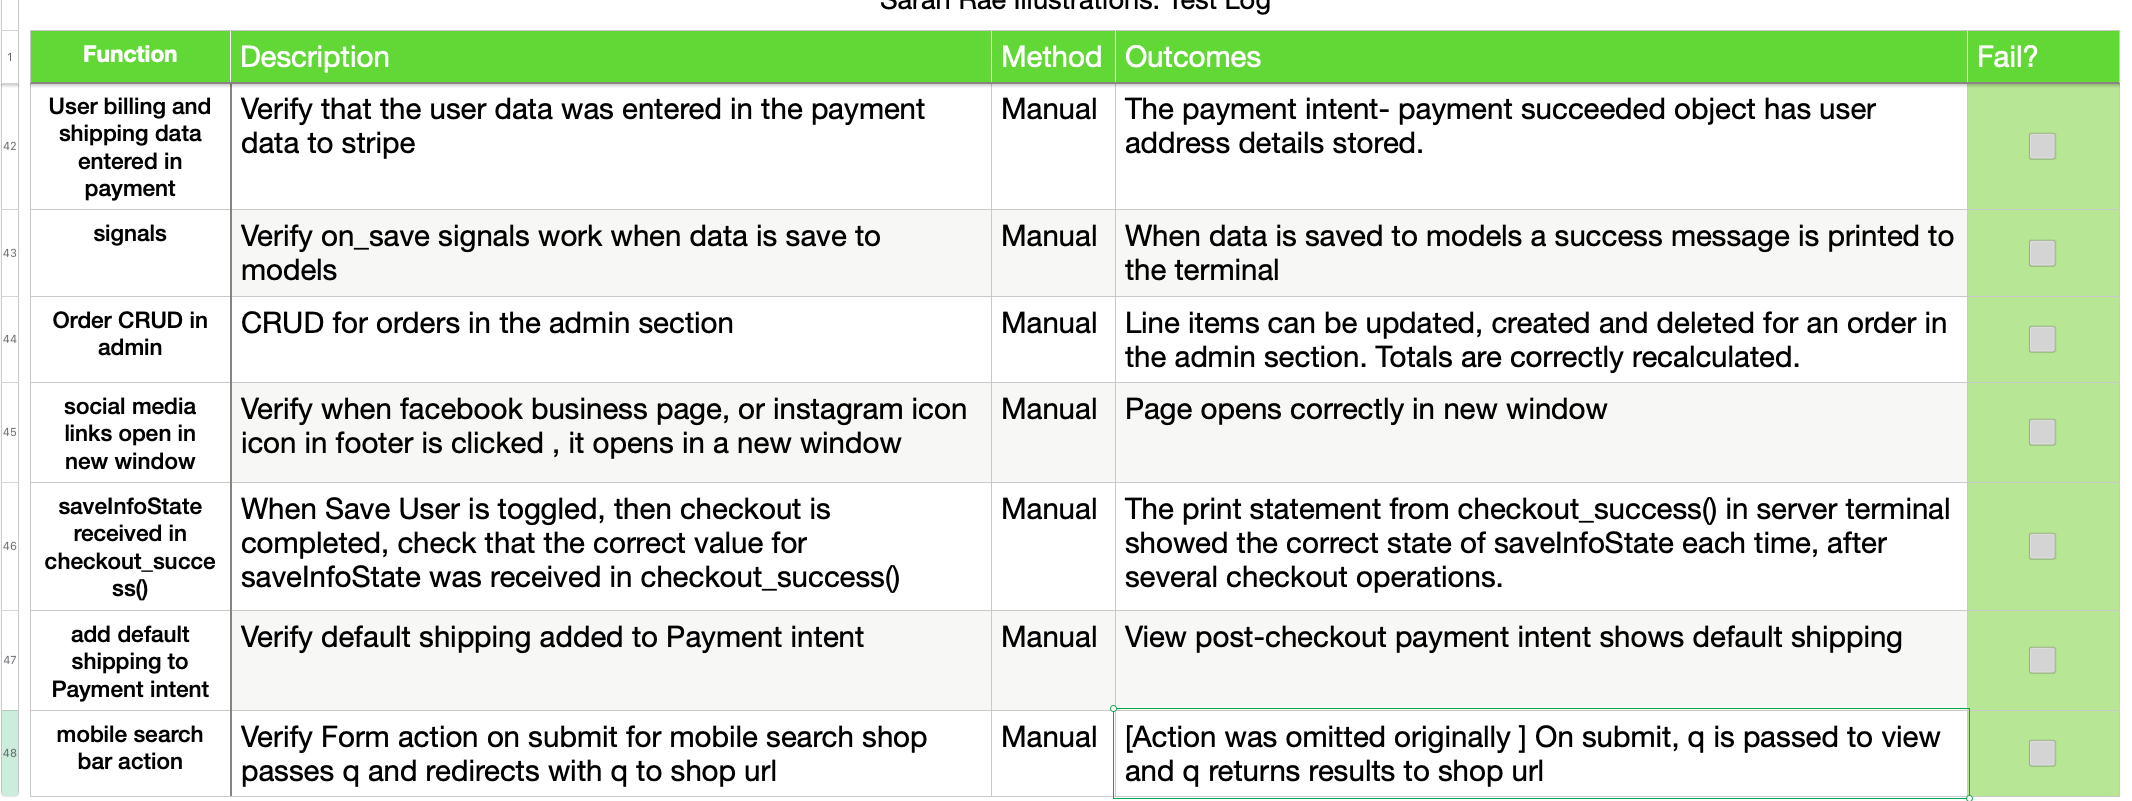 Sarah Rae Illustrations: Test Log
1
Function
Description
Method
Outcomes
Fail?
42
User billing and
shipping data
entered in
payment
Verify that the user data was entered in the payment
data to stripe
Manual
The payment intent- payment succeeded object has user
address details stored.
43
signals
Verify on_save signals work when data is save to
models
Manual
When data is saved to models a success message is printed to
the terminal
44
Order CRUD in
admin
CRUD for orders in the admin section
Manual
Line items can be updated, created and deleted for an order in
the admin section. Totals are correctly recalculated.
45
social media
links open in
new window
Verify when facebook business page, or instagram icon
icon in footer is clicked , it opens in a new window
Manual
Page opens correctly in new window
46
saveInfoState
received in
checkout_succe
ss()
When Save User is toggled, then checkout is
completed, check that the correct value for
saveInfoState was received in checkout_success()
Manual
The print statement from checkout_success() in server terminal
showed the correct state of saveInfoState each time, after
several checkout operations.
47
add default
shipping to
Payment intent
Verify default shipping added to Payment intent
Manual
View post-checkout payment intent shows default shipping
48
mobile search
bar action
Verify Form action on submit for mobile search shop
passes q and redirects with q to shop url
Manual
[Action was omitted originally ] On submit, q is passed to view
and q returns results to shop url